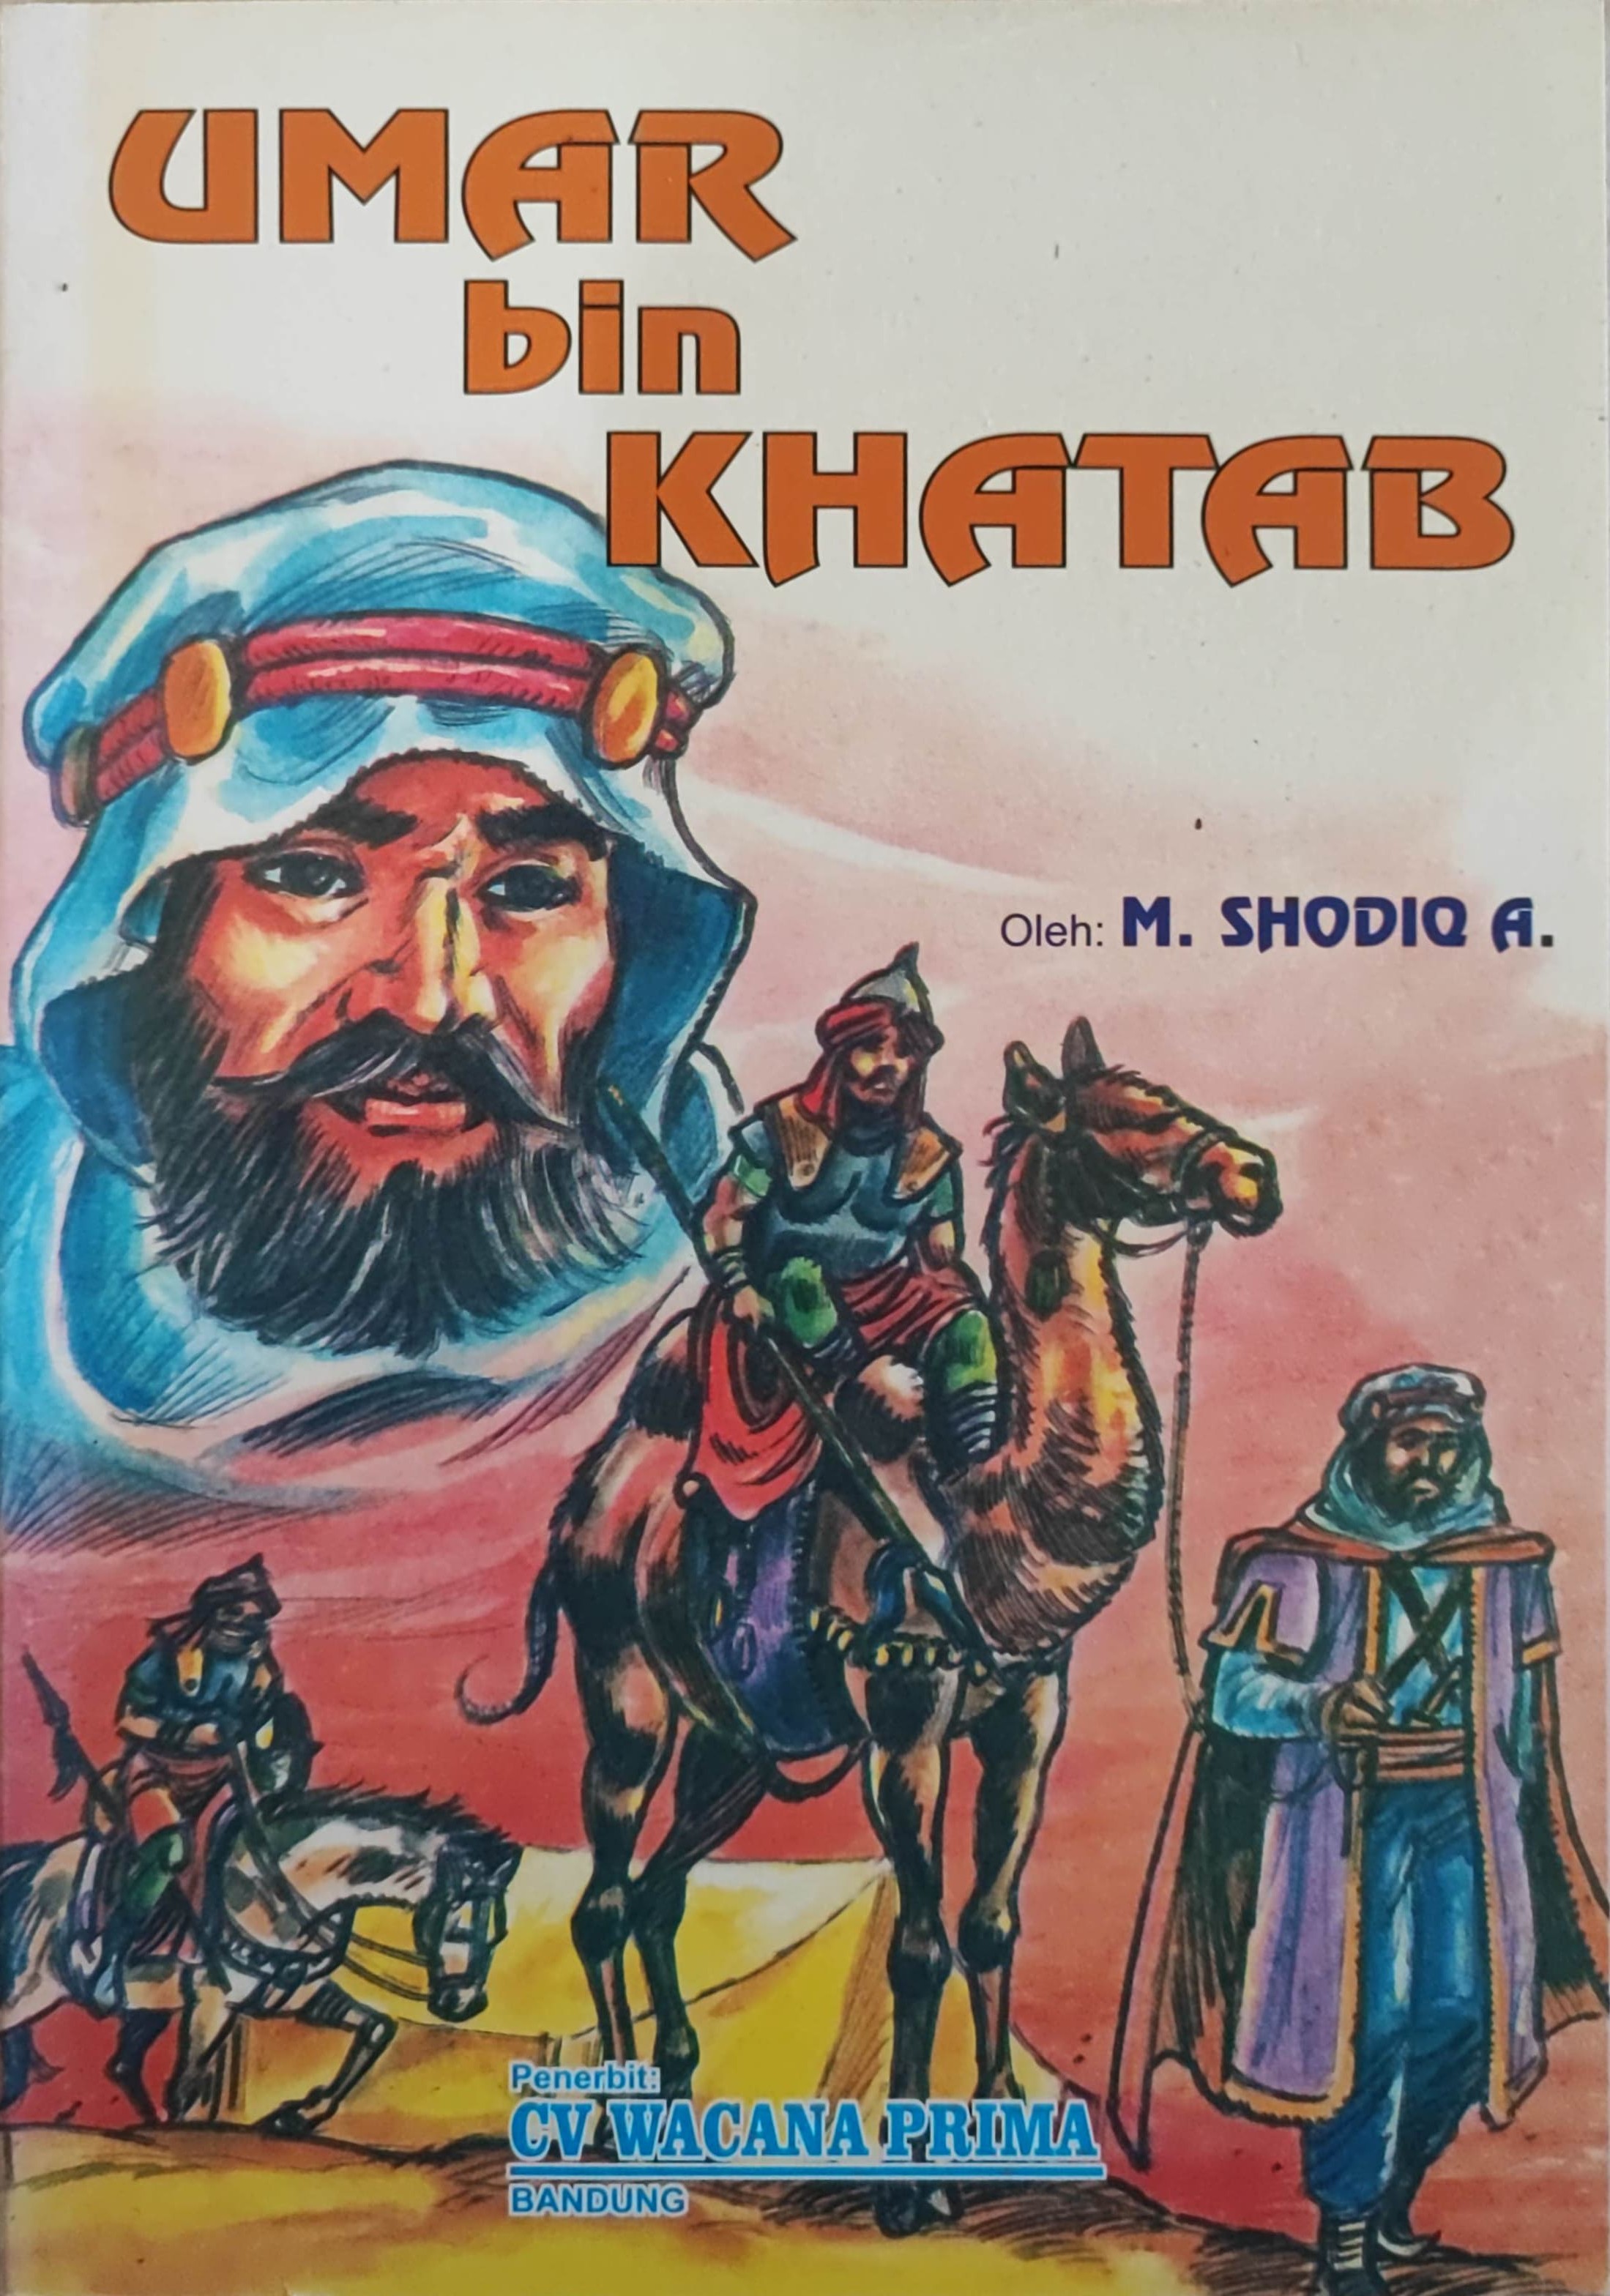 UMAR
bin
KHATAB
Oleh: M. SHODIQ A.
Penerbit:
CV WACANA PRIMA
BANDUNG